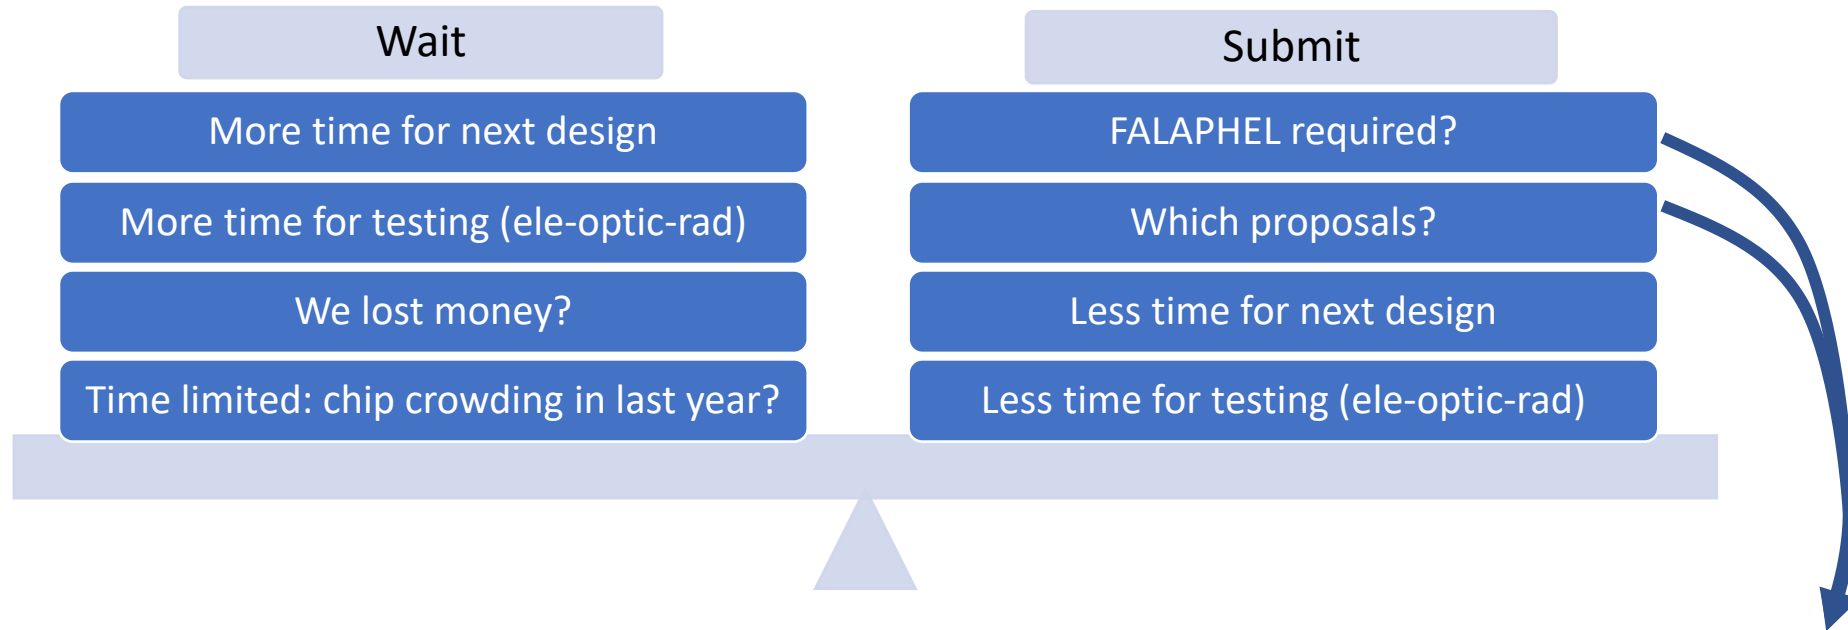 Wait
More time for next design
More time for testing (ele-optic-rad)
We lost money?
Time limited: chip crowding in last year?
Submit
FALAPHEL required?
Which proposals?
Less time for next design
Less time for testing (ele-optic-rad)